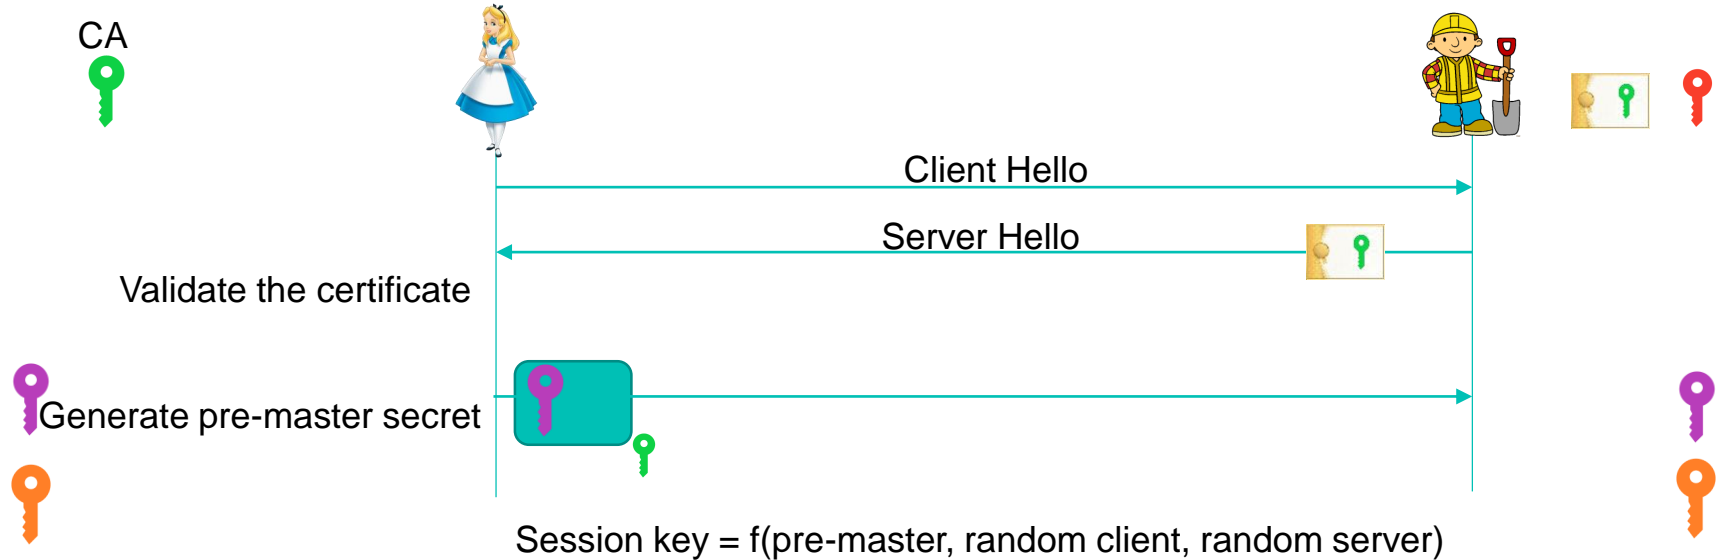 CA
Client Hello
Server Hello
Validate the certificate
Generate pre-master secret
Session key = f(pre-master, random client, random server)